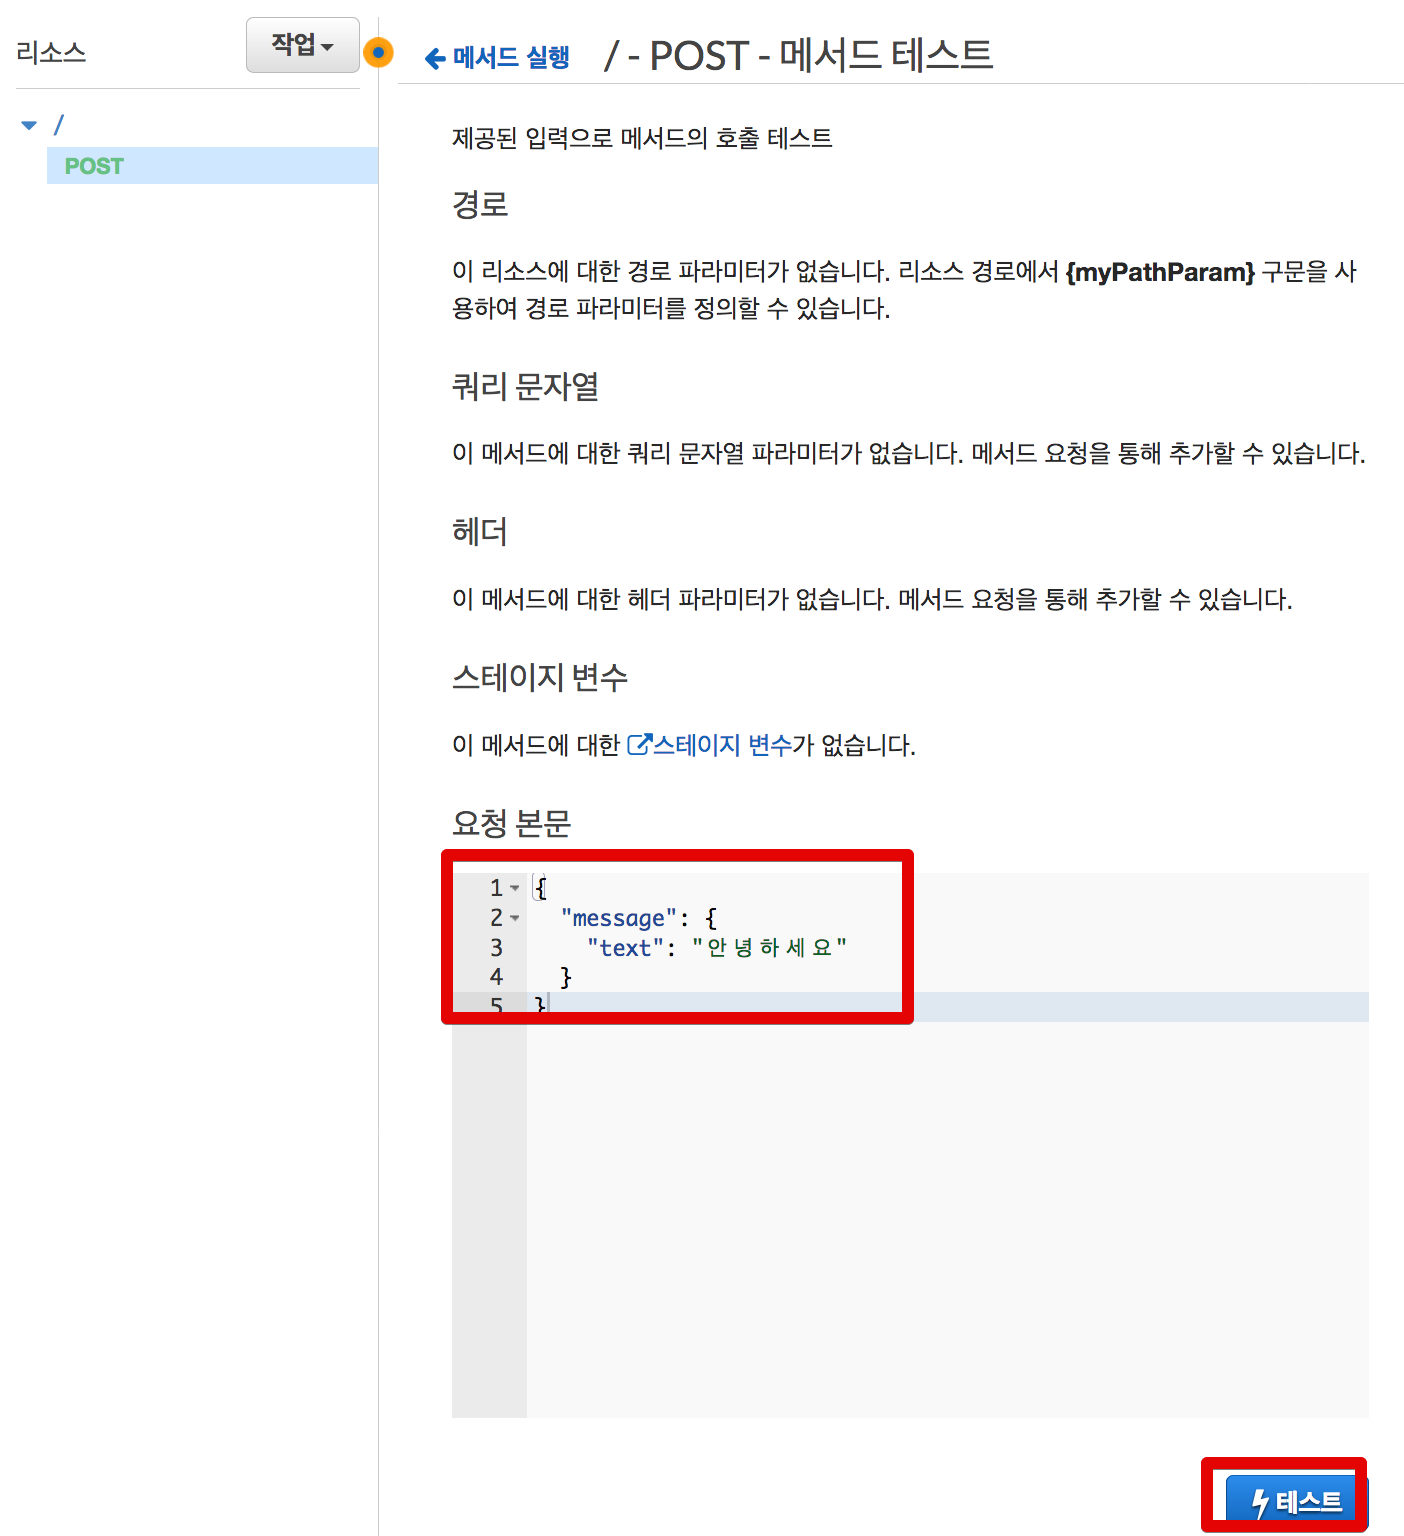 리소스
작업
/
POST
메서드 실행
/ - POST - 메서드 테스트
제공된 입력으로 메서드의 호출 테스트
경로
이 리소스에 대한 경로 파라미터가 없습니다. 리소스 경로에서 {myPathParam} 구문을 사
용하여 경로 파라미터를 정의할 수 있습니다.
쿼리 문자열
이 메서드에 대한 쿼리 문자열 파라미터가 없습니다. 메서드 요청을 통해 추가할 수 있습니다.
헤더
이 메서드에 대한 헤더 파라미터가 없습니다. 메서드 요청을 통해 추가할 수 있습니다.
스테이지 변수
이 메서드에 대한 스테이지 변수가 없습니다.
요청 본문
1 {
2 "message": {
3 "text": "안녕하세요"
4 }
5 }
테스트